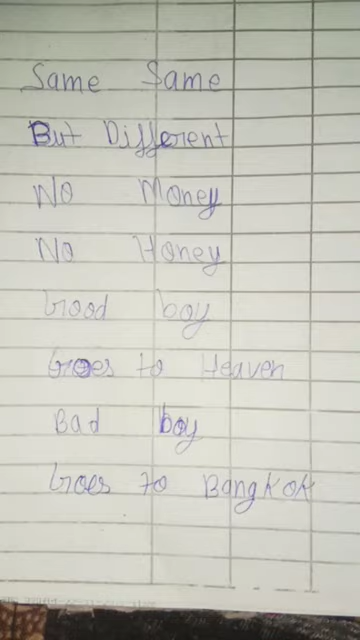 Same Same
But Different
No Money
No Honey
Good boy
Goes to Heaven
Bad boy
Goes to Bangkok